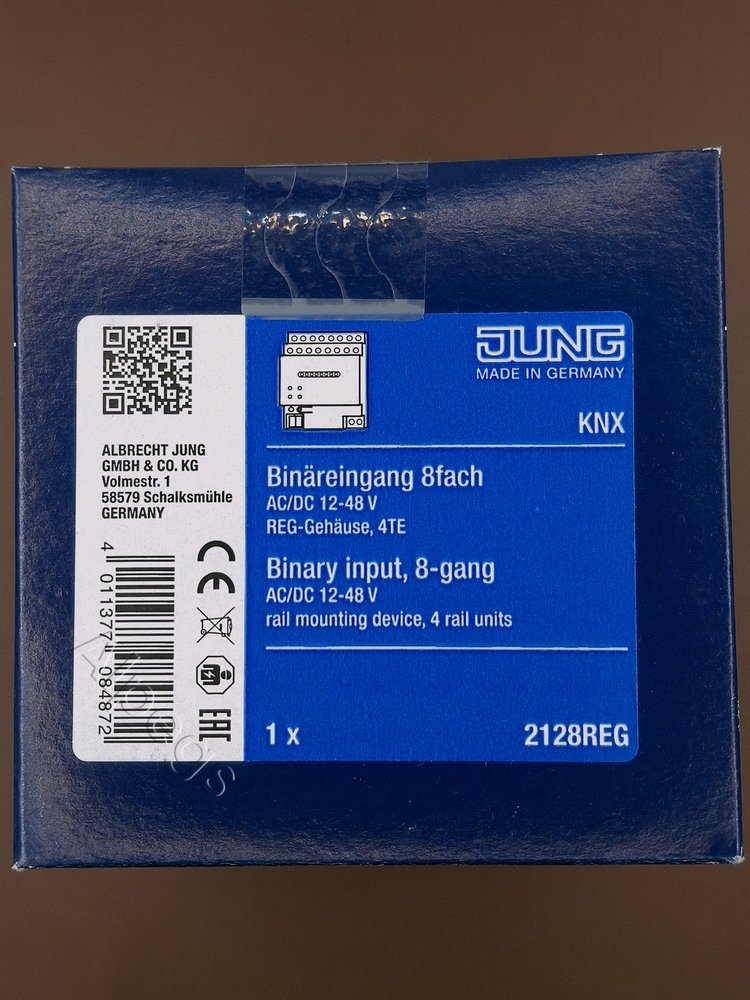 ALBRECHT JUNG
GMBH & CO. KG
Volmestr. 1
58579 Schalksmühle
GERMANY
4 011377 084872
CE
EAC
JUNG
MADE IN GERMANY
KNX
Binäreingang 8fach
AC/DC 12-48 V
REG-Gehäuse, 4TE
Binary input, 8-gang
AC/DC 12-48 V
rail mounting device, 4 rail units
1 x
2128REG
Albegs